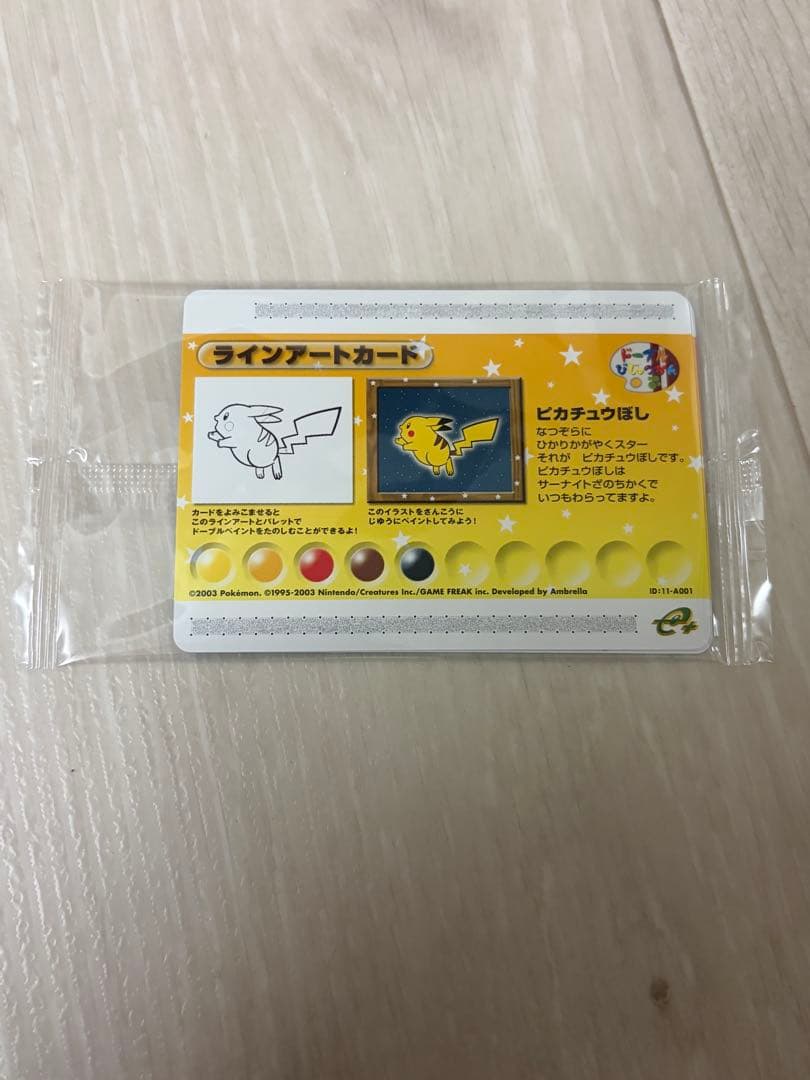 ラインアートカード
ドーブル
びじゅつかん
ピカチュウぼし
なつぞらに
ひかりかがやくスター
それが ピカチュウぼしです。
ピカチュウぼしは
サーナイトざのちかくで
いつもわらってますよ。
カードをよみこませると
このラインアートとパレットで
ドーブルペイントをたのしむことができるよ!
このイラストをさんこうに
じゆうにペイントしてみよう!
©2003 Pokémon. ©1995-2003 Nintendo/Creatures Inc./GAME FREAK inc. Developed by Ambrella
ID:11-A001
e+